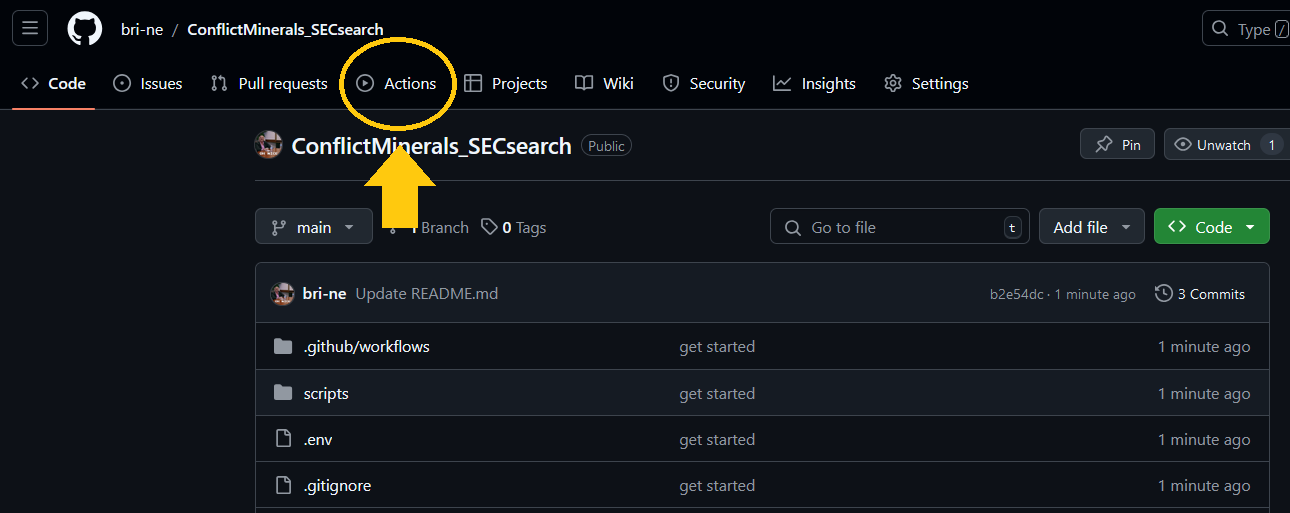 bri-ne / ConflictMinerals_SECsearch Type /
Code Issues Pull requests Actions Projects Wiki Security Insights Settings
ConflictMinerals_SECsearch Public Pin Unwatch 1
main 1 Branch 0 Tags Go to file t Add file Code
bri-ne Update README.md b2e54dc · 1 minute ago 3 Commits
.github/workflows get started 1 minute ago
scripts get started 1 minute ago
.env get started 1 minute ago
.gitignore get started 1 minute ago